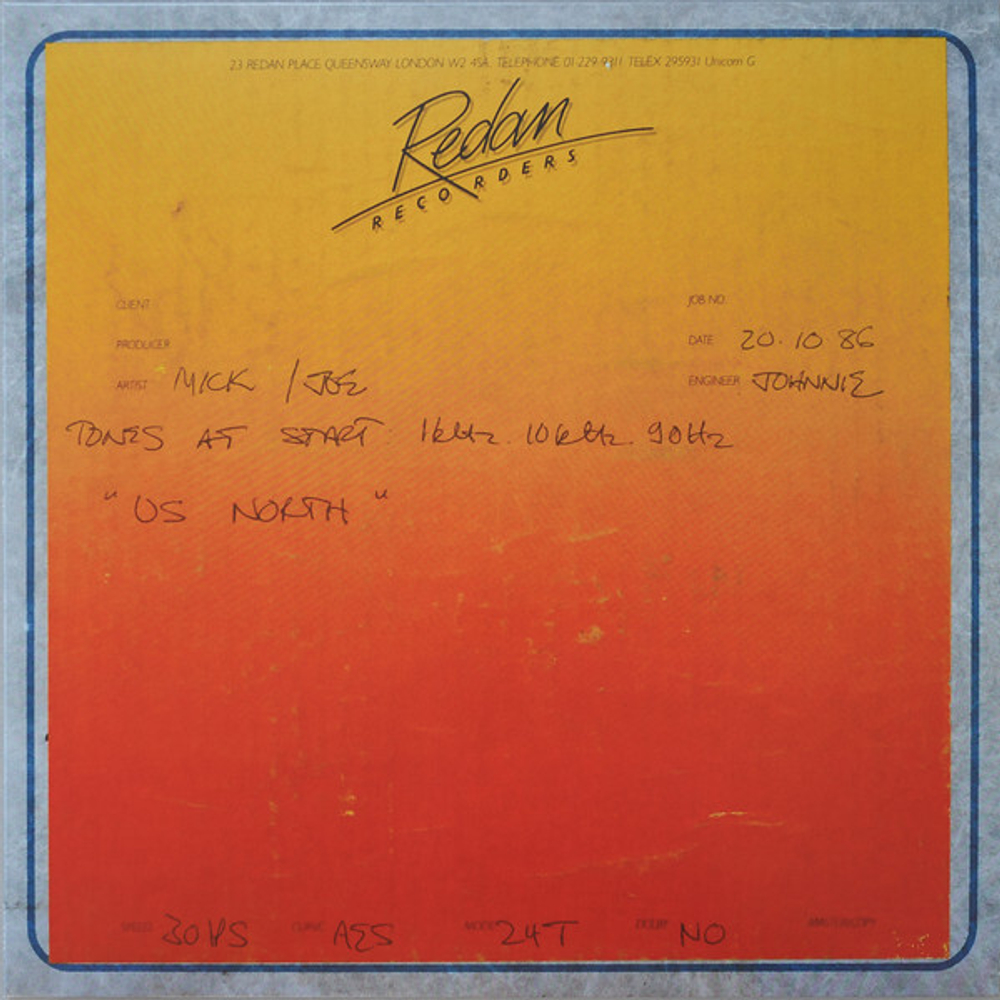 23 REDAN PLACE QUEENSWAY LONDON W2 4SA. TELEPHONE 01-229 9311 TELEX 295931 Unicom G
Redan
RECORDERS
CLIENT
JOB NO.
PRODUCER
DATE 20.10 86
ARTIST MICK / JOE
ENGINEER JOHNNIE
TONES AT START 1kHz. 10kHz. 90Hz
"US NORTH"
SPEED 30 IPS CURVE AES MODE 24T DOLBY NO MASTER/COPY